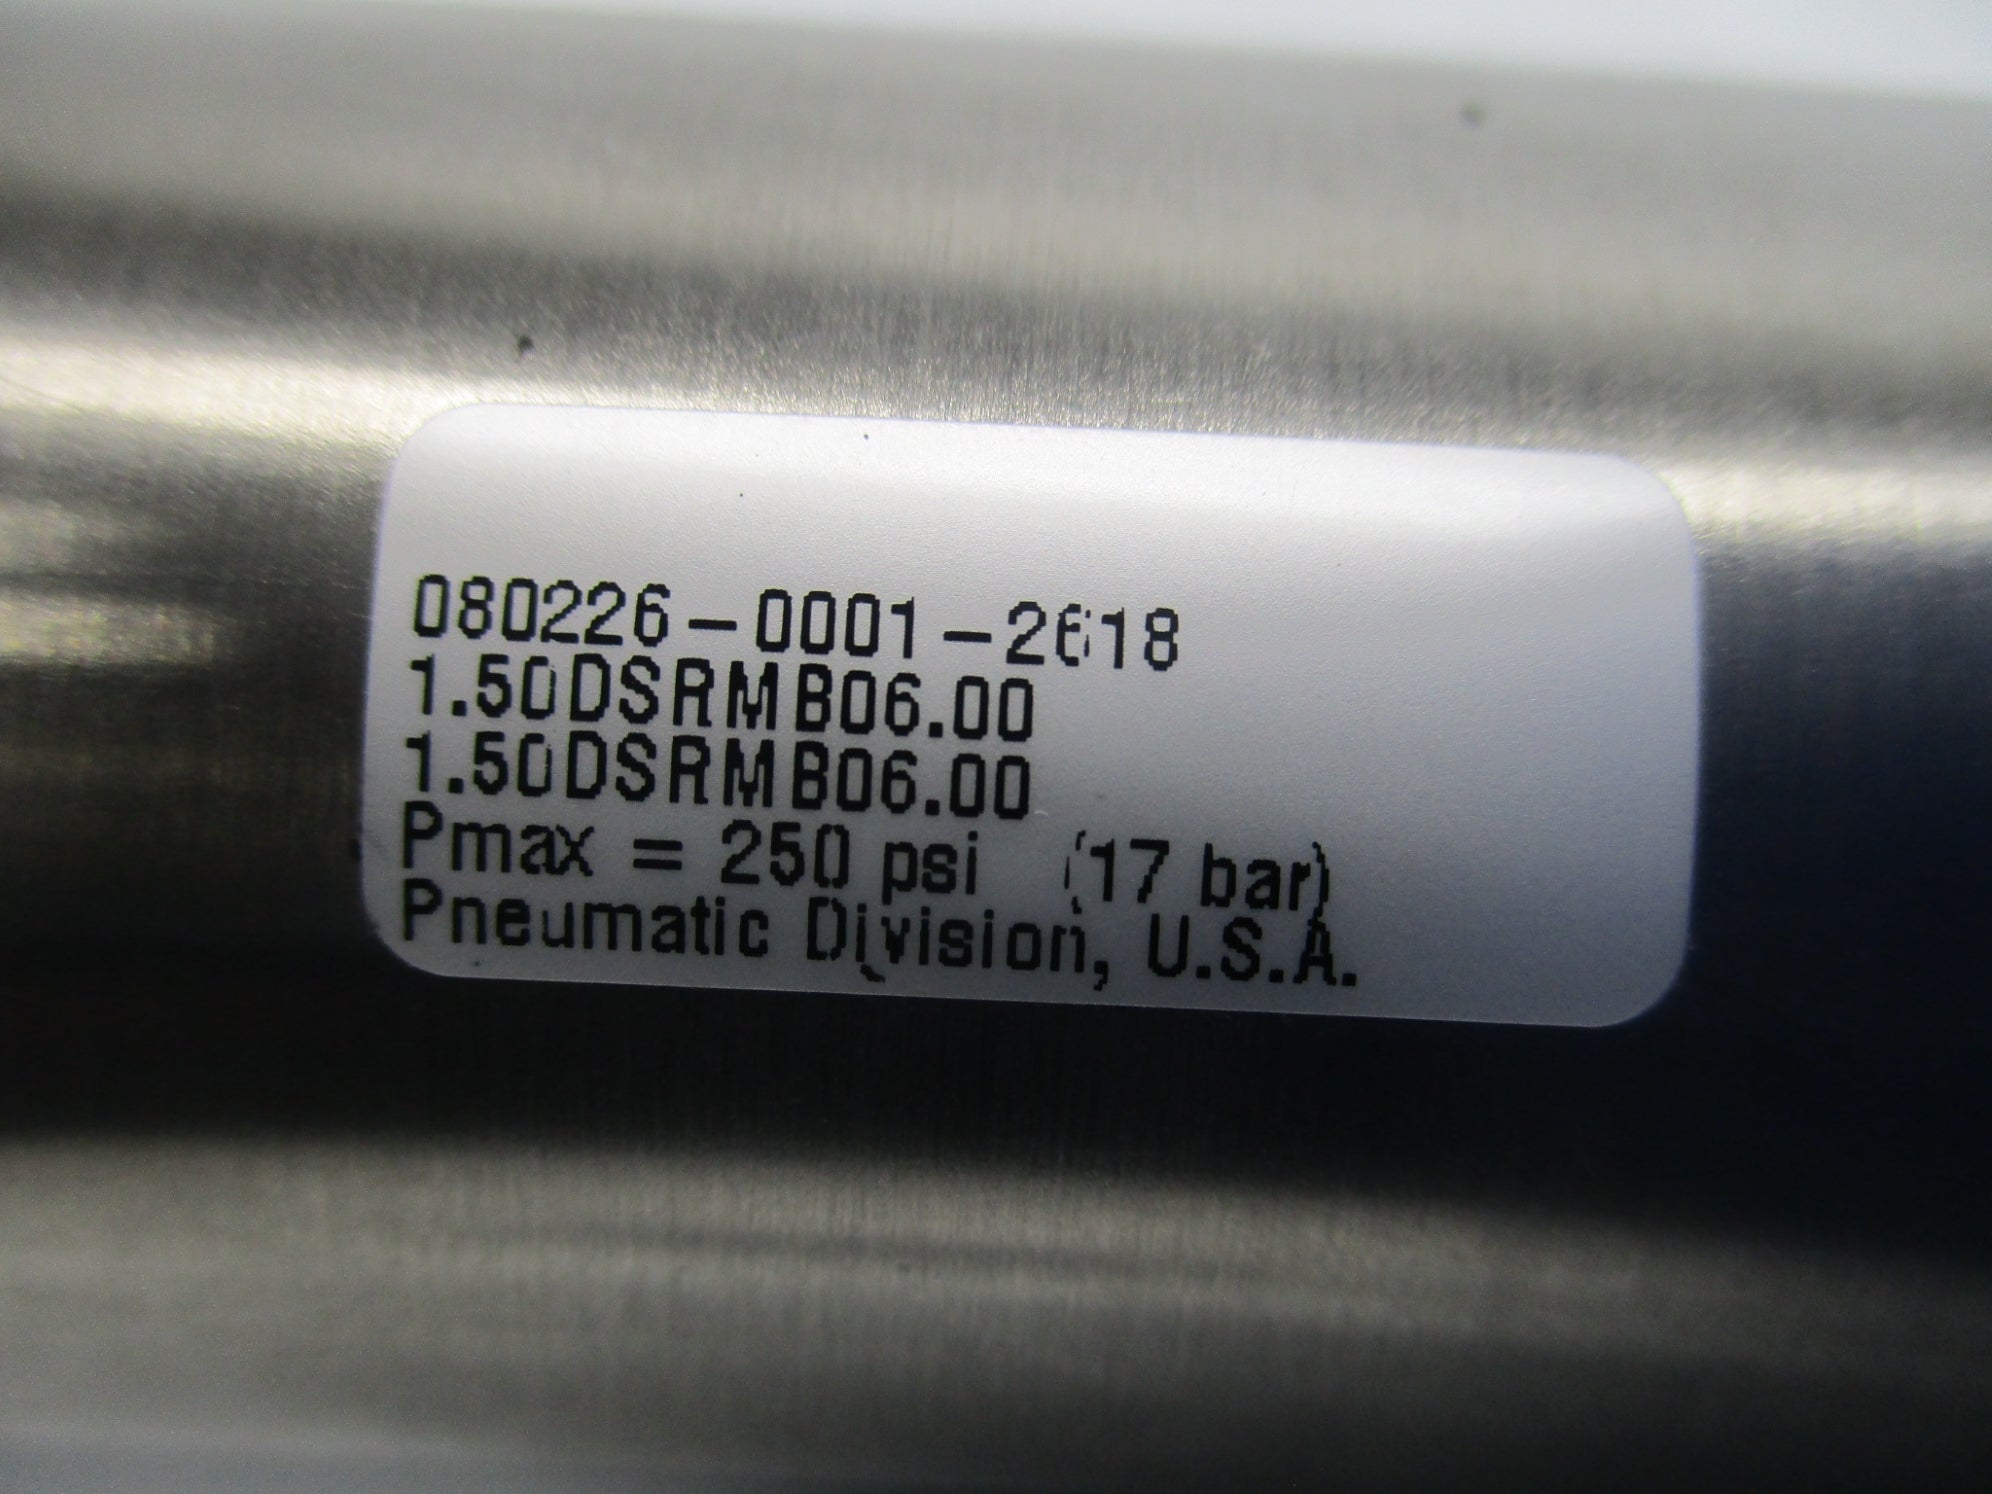 080226-0001-2618
1.50DSRMB06.00
1.50DSRMB06.00
Pmax = 250 psi (17 bar)
Pneumatic Division, U.S.A.